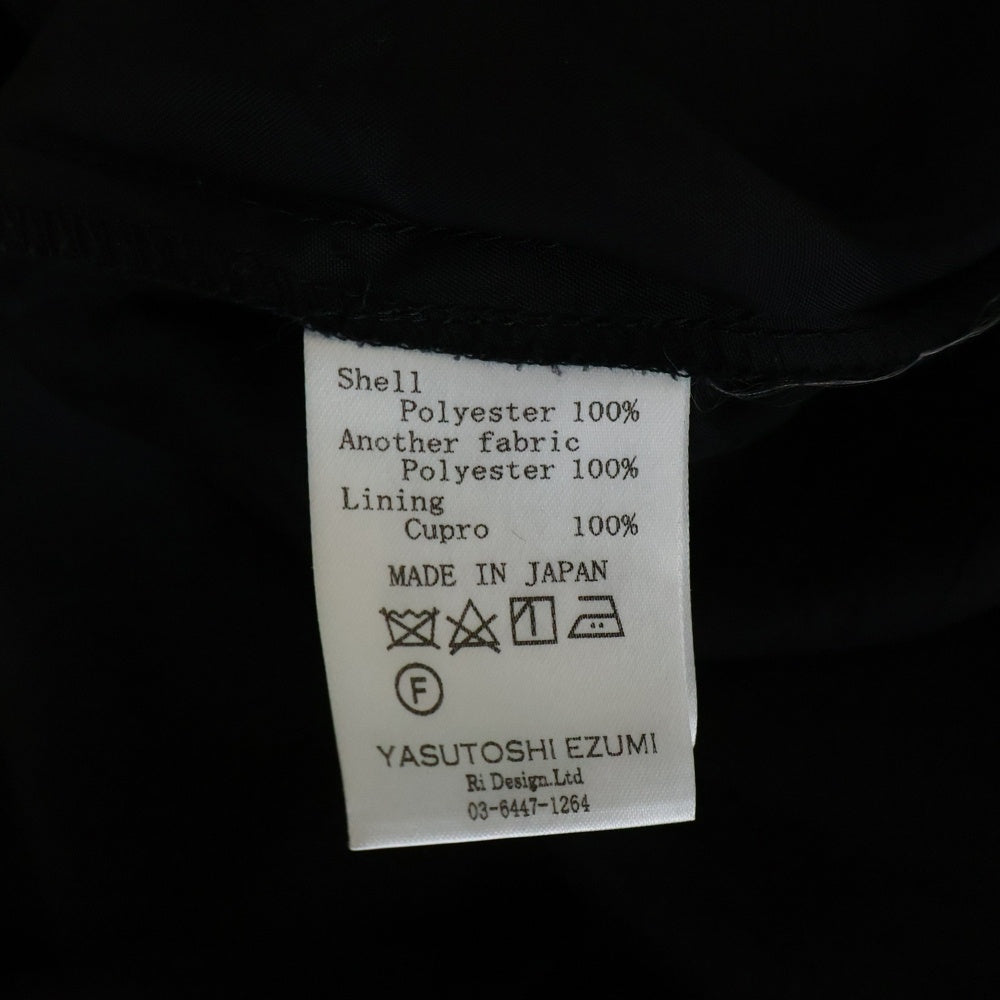 Shell
Polyester 100%
Another fabric
Polyester 100%
Lining
Cupro 100%
MADE IN JAPAN
F
YASUTOSHI EZUMI
Ri Design.Ltd
03-6447-1264